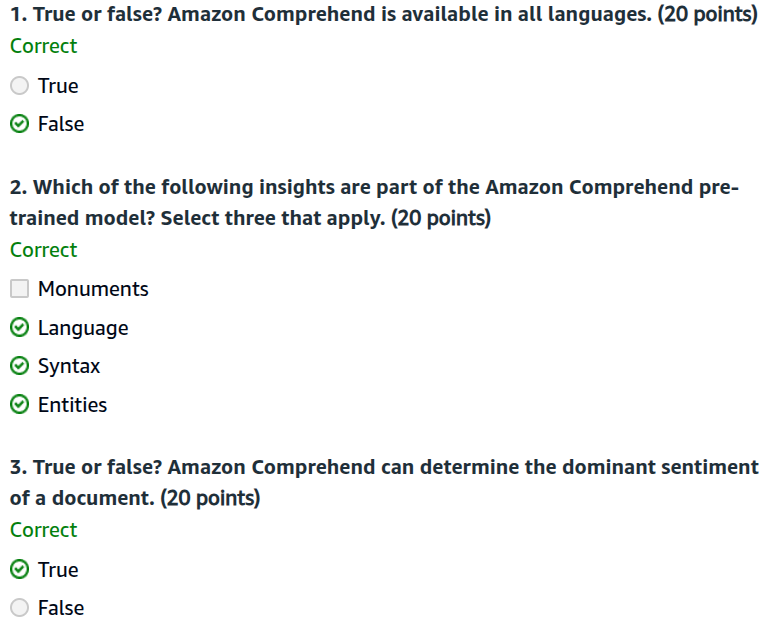 1. True or false? Amazon Comprehend is available in all languages. (20 points)
Correct
True
False
2. Which of the following insights are part of the Amazon Comprehend pre-
trained model? Select three that apply. (20 points)
Correct
Monuments
Language
Syntax
Entities
3. True or false? Amazon Comprehend can determine the dominant sentiment
of a document. (20 points)
Correct
True
False